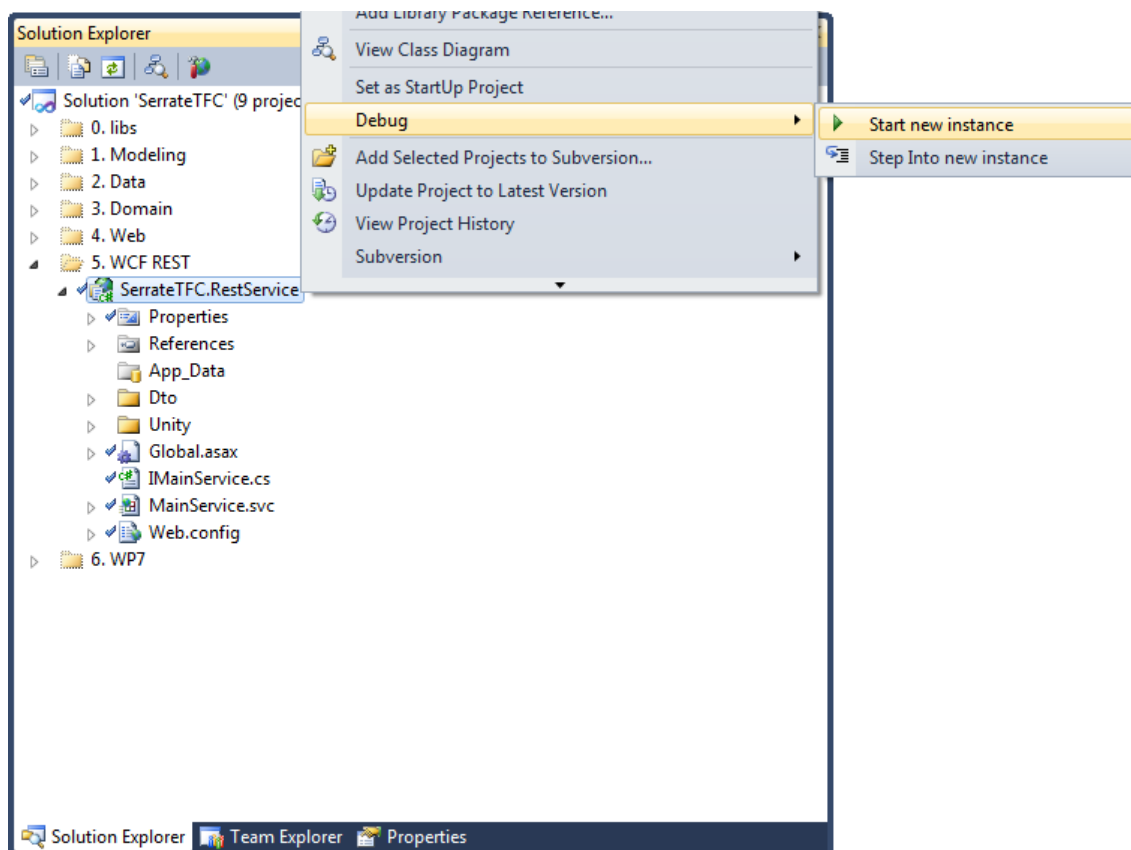 Add Library Package Reference...
Solution Explorer
View Class Diagram
Set as StartUp Project
Solution 'SerrateTFC' (9 projec
Debug
Start new instance
0. libs
1. Modeling
Add Selected Projects to Subversion...
Step Into new instance
2. Data
Update Project to Latest Version
3. Domain
View Project History
4. Web
Subversion
5. WCF REST
SerrateTFC.RestService
Properties
References
App_Data
Dto
Unity
Global.asax
IMainService.cs
MainService.svc
Web.config
6. WP7
Solution Explorer Team Explorer Properties